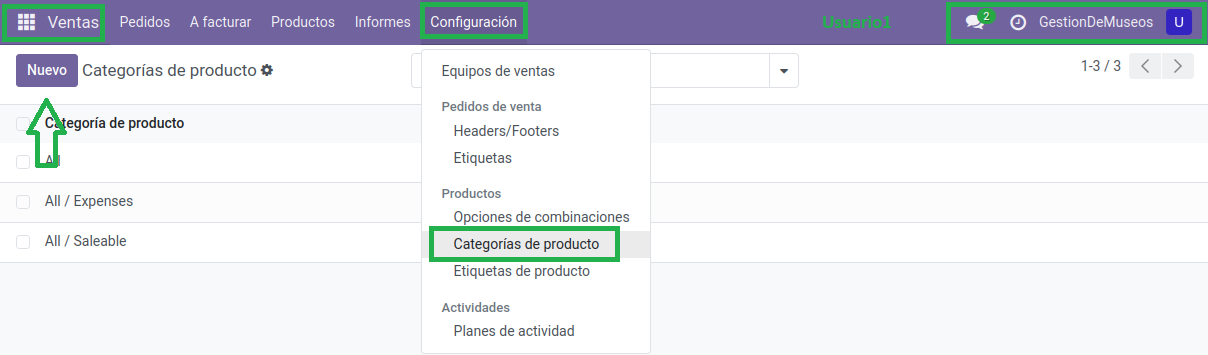 Ventas Pedidos A facturar Productos Informes Configuración Usuario1 2 GestionDeMuseos U
Nuevo Categorías de producto 1-3 / 3
Equipos de ventas
Pedidos de venta
Categoría de producto
Headers/Footers
Etiquetas
All
Productos
All / Expenses
Opciones de combinaciones
All / Saleable
Categorías de producto
Etiquetas de producto
Actividades
Planes de actividad